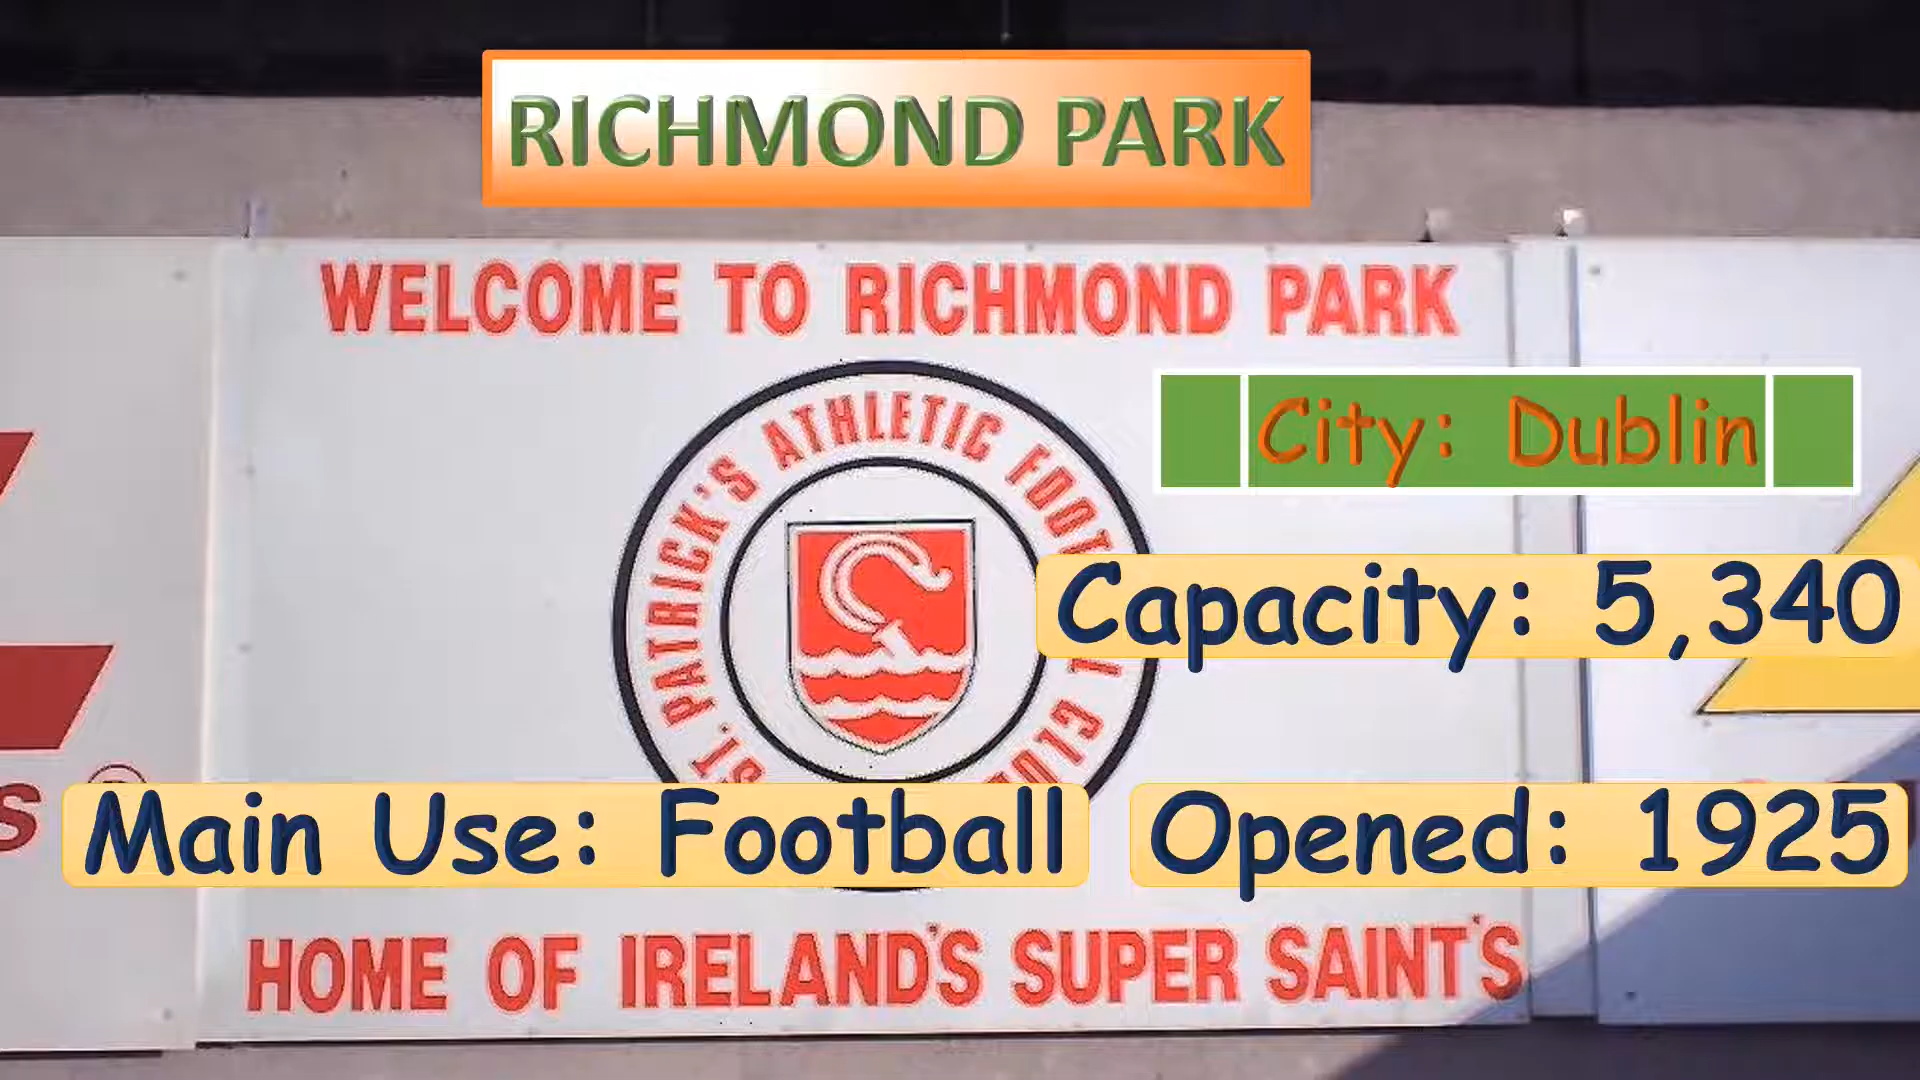 RICHMOND PARK
WELCOME TO RICHMOND PARK
City: Dublin
ST. PATRICK'S ATHLETIC
Capacity: 5,340
Main Use: Football
Opened: 1925
HOME OF IRELAND'S SUPER SAINT'S